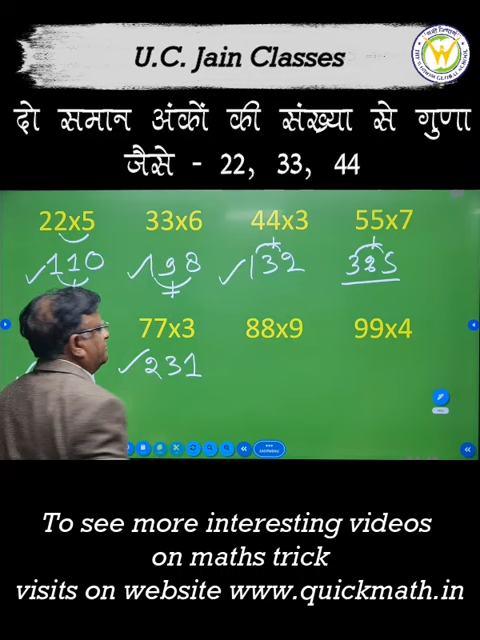 U.C. Jain Classes
दो समान अंकों की संख्या से गुणा
जैसे - 22, 33, 44
22x5 33x6 44x3 55x7
110 198 132 385
77x3 88x9 99x4
231
To see more interesting videos
on maths trick
visits on website www.quickmath.in